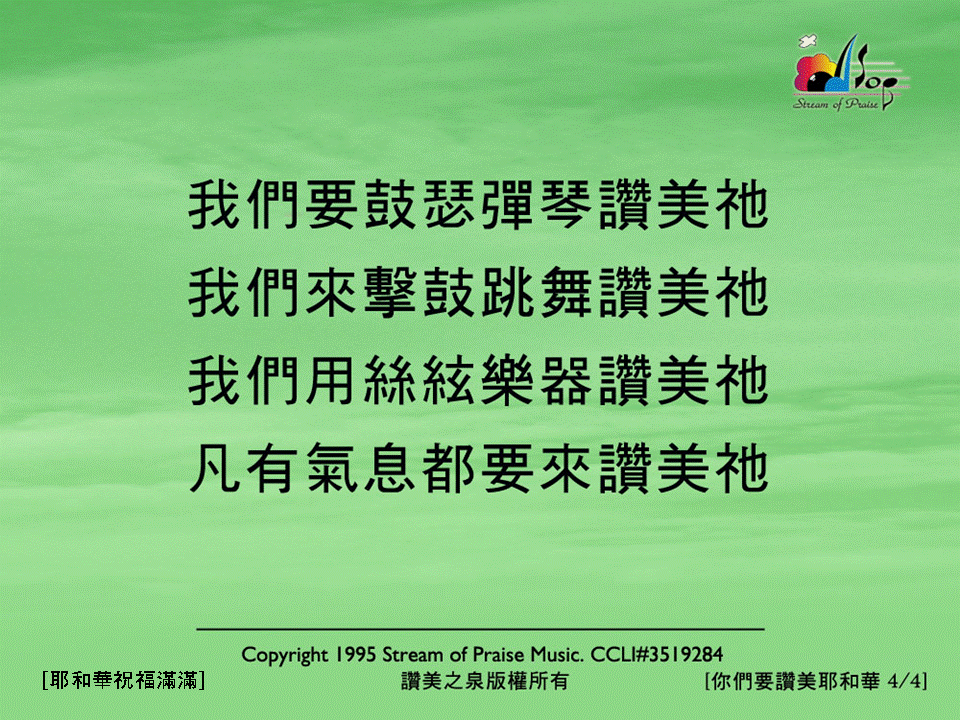 SOP
Stream of Praise
我們要鼓瑟彈琴讚美祂
我們來擊鼓跳舞讚美祂
我們用絲絃樂器讚美祂
凡有氣息都要來讚美祂
Copyright 1995 Stream of Praise Music. CCLI#3519284
[耶和華祝福滿滿] 讚美之泉版權所有 [你們要讚美耶和華 4/4]